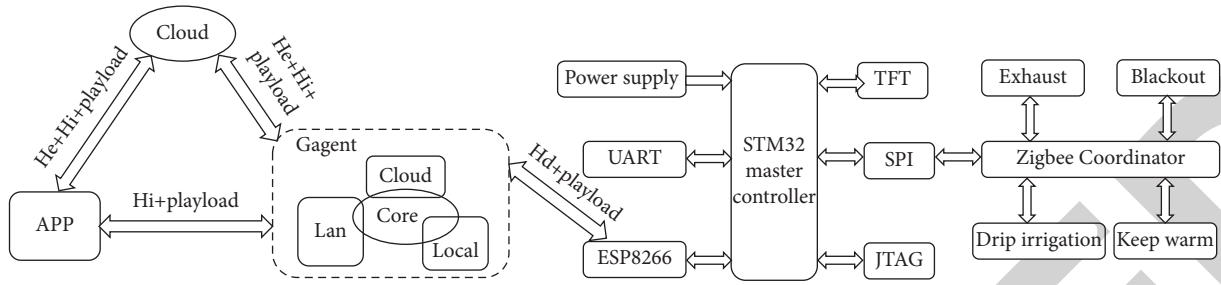 Cloud
He+Hi+playload
He+Hi+
playload
APP
Hi+playload
Gagent
Cloud
Core
Lan
Local
Hd+playload
Power supply
UART
ESP8266
STM32
master
controller
TFT
SPI
JTAG
Exhaust
Blackout
Zigbee Coordinator
Drip irrigation
Keep warm